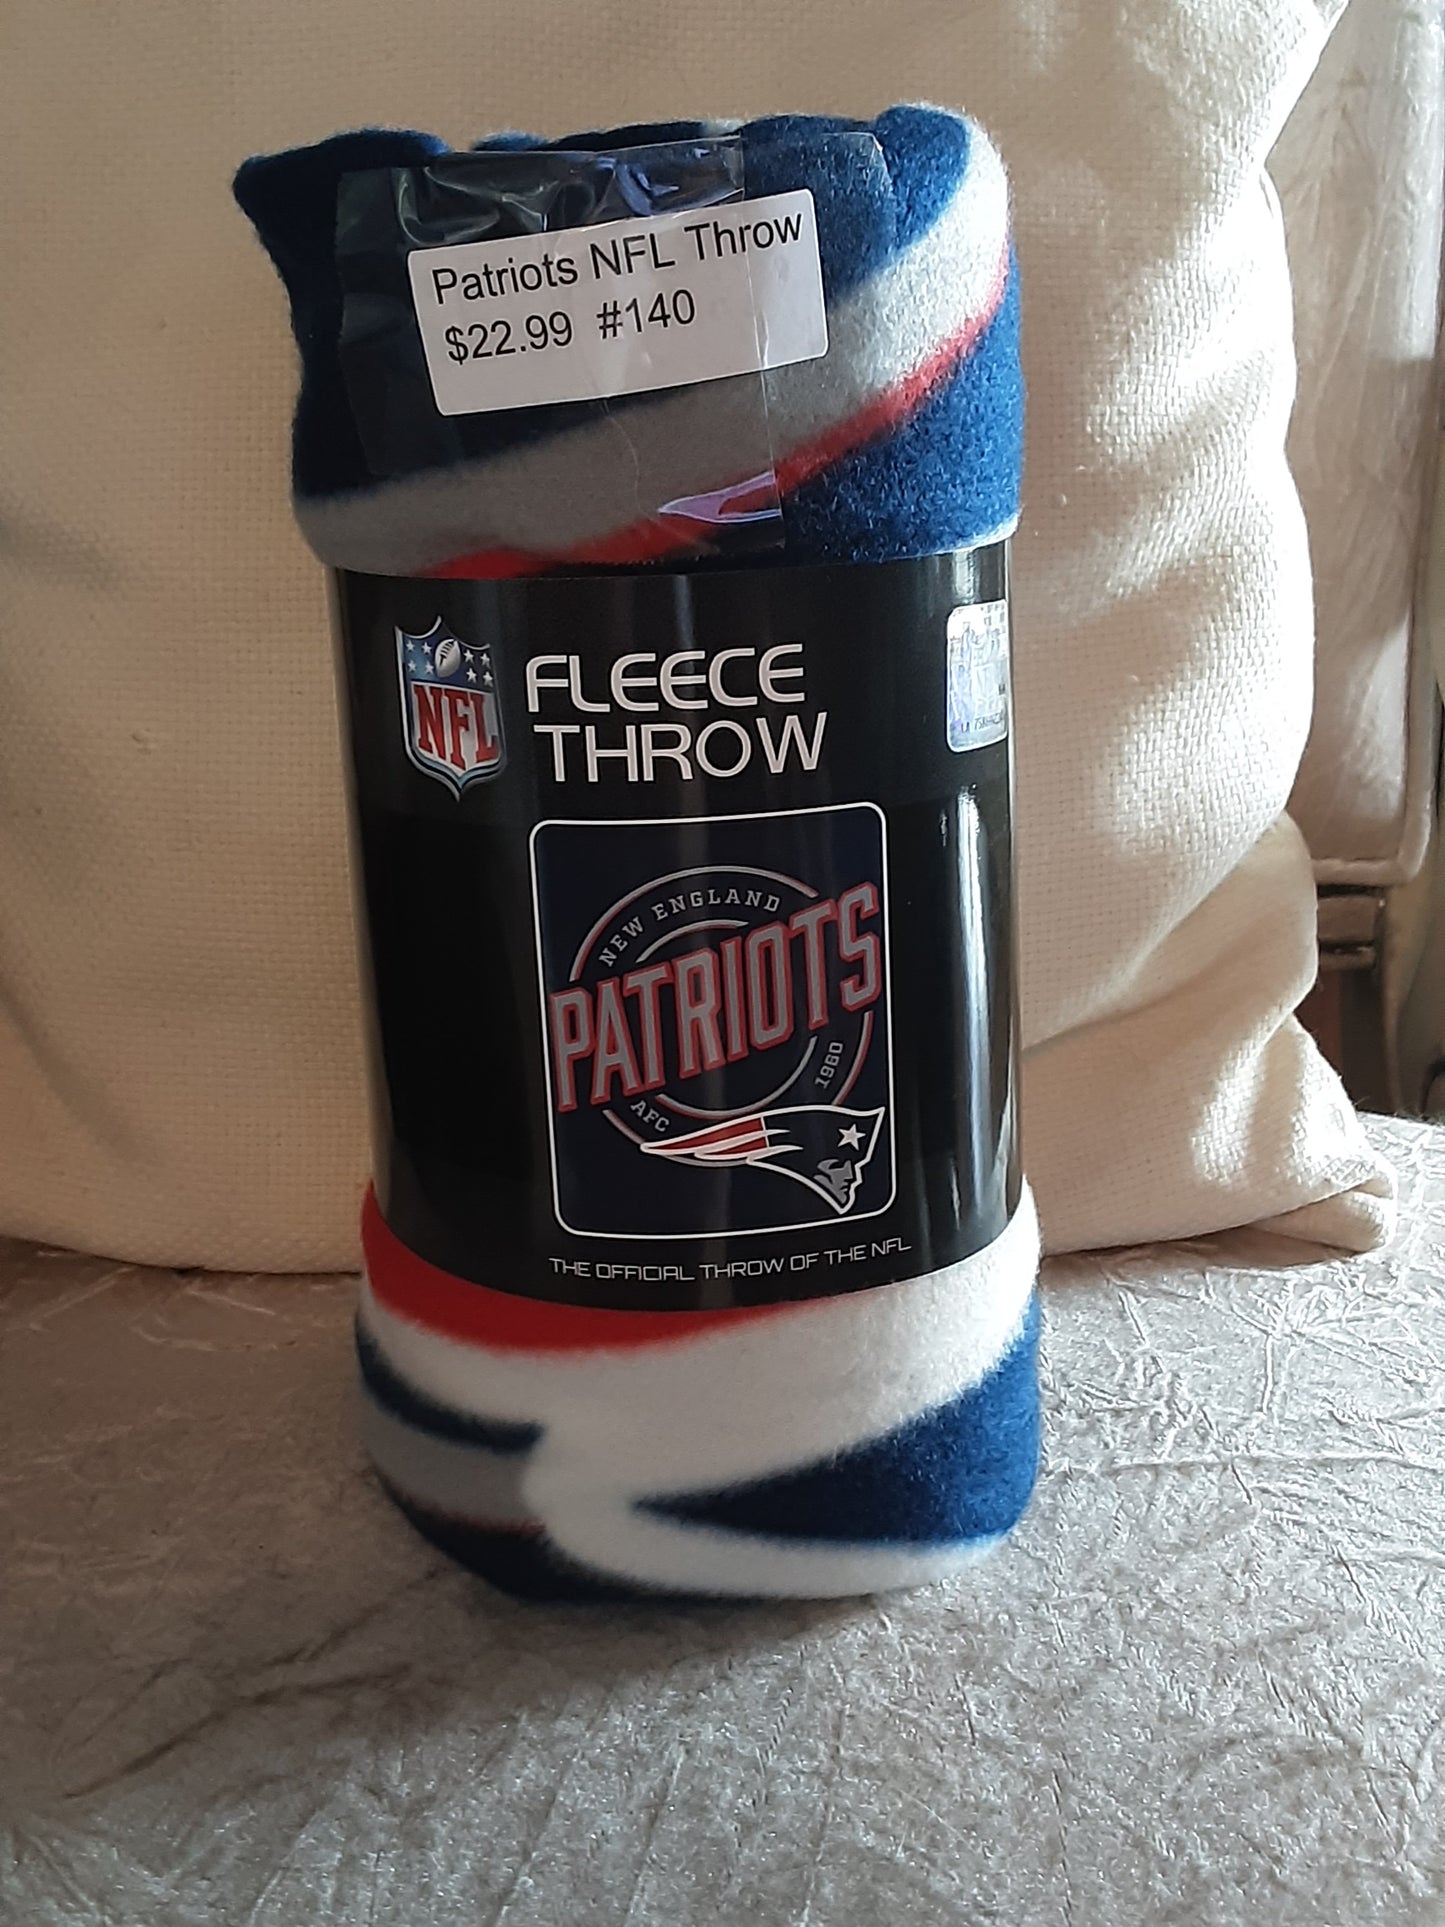 Patriots NFL Throw
$22.99 #140
NFL
FLEECE
THROW
NEW ENGLAND
PATRIOTS
1960
AFC
THE OFFICIAL THROW OF THE NFL